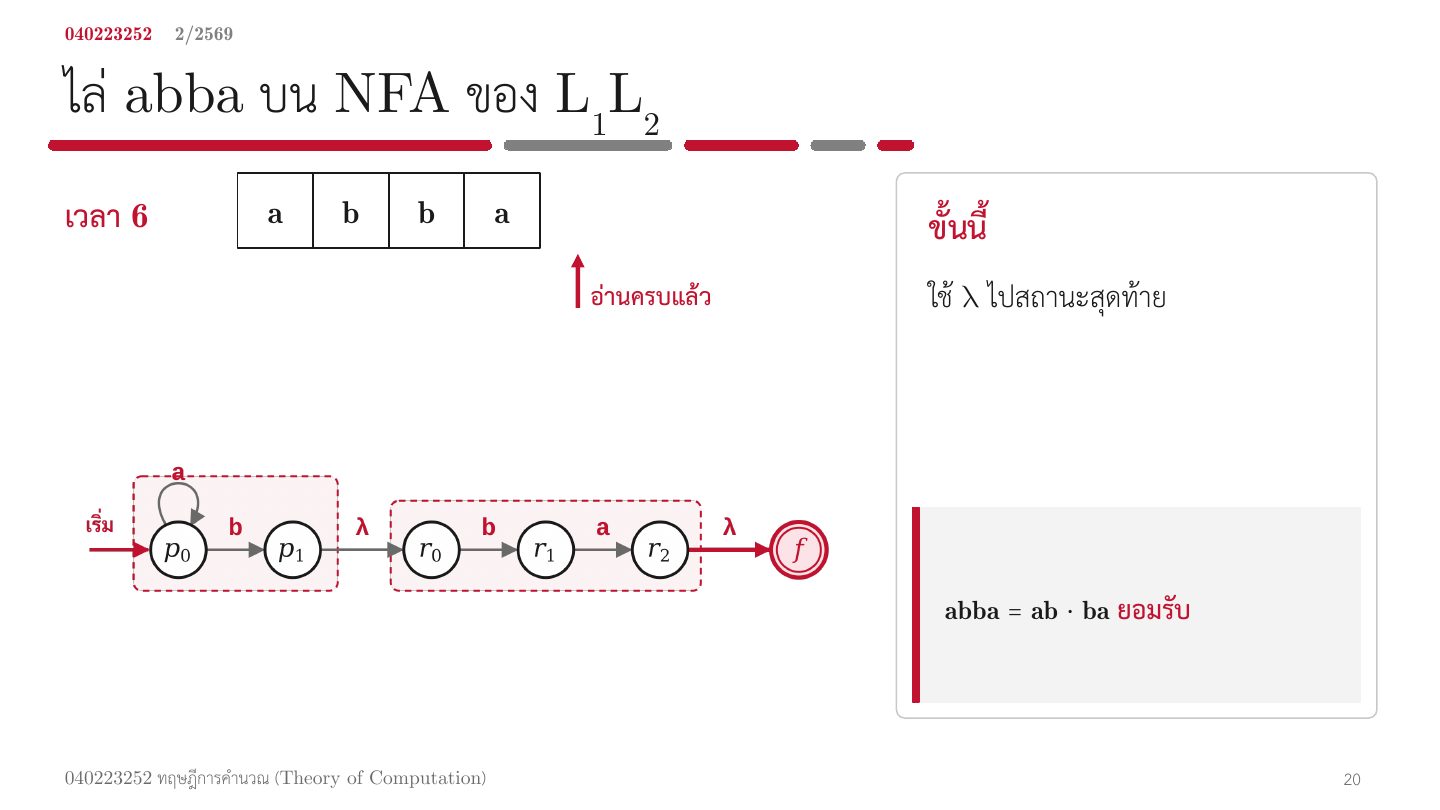 040223252 2/2569
ไล่ abba บน NFA ของ L₁L₂
เวลา 6
a b b a
อ่านครบแล้ว
ขั้นนี้
ใช้ λ ไปสถานะสุดท้าย
a
เริ่ม b λ b a λ
p₀ p₁ r₀ r₁ r₂ f
abba = ab · ba ยอมรับ
040223252 ทฤษฎีการคำนวณ (Theory of Computation)
20